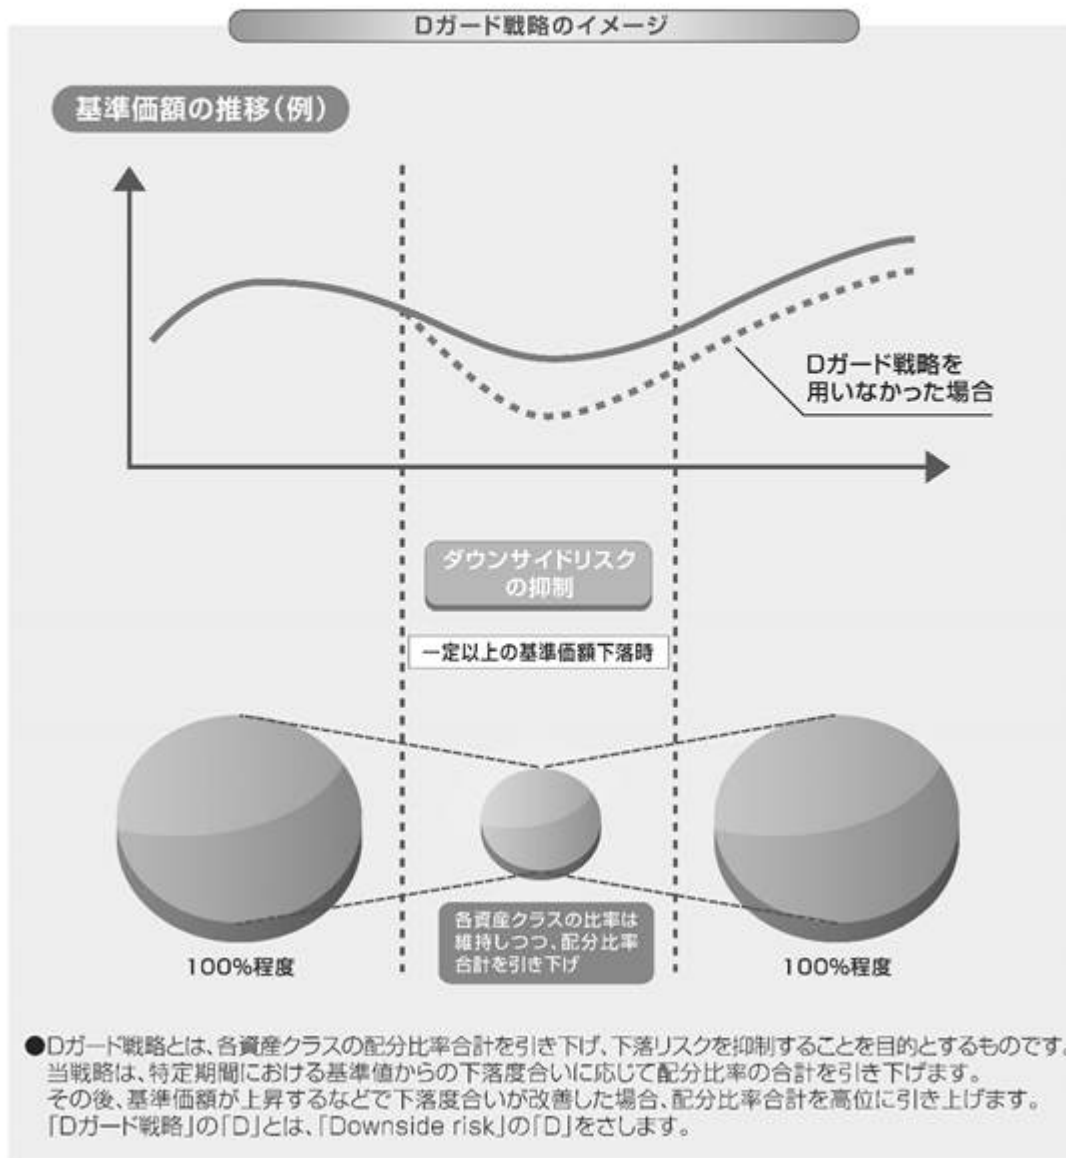 Dガード戦略のイメージ
基準価額の推移(例)
Dガード戦略を
用いなかった場合
ダウンサイドリスク
の抑制
一定以上の基準価額下落時
各資産クラスの比率は
維持しつつ、配分比率
合計を引き下げ
100%程度
100%程度
●Dガード戦略とは、各資産クラスの配分比率合計を引き下げ、下落リスクを抑制することを目的とするものです。
当戦略は、特定期間における基準値からの下落度合いに応じて配分比率の合計を引き下げます。
その後、基準価額が上昇するなどで下落度合いが改善した場合、配分比率合計を高位に引き上げます。
「Dガード戦略」の「D」とは、「Downside risk」の「D」をさします。